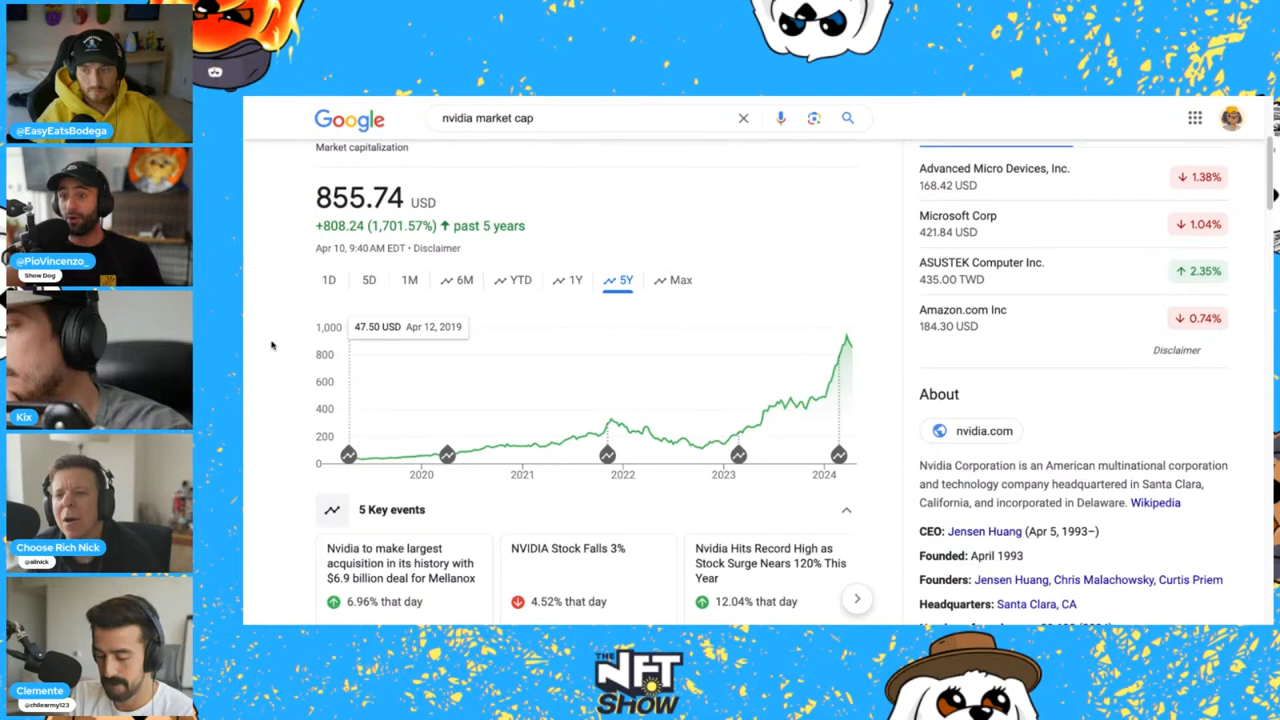 @EasyEatsBodega
@PioVincenzo_
Show Dog
Kix
Choose Rich Nick
@allnick
Clemente
@chilearmy123
Google
nvidia market cap
Market capitalization
855.74 USD
+808.24 (1,701.57%) ↑ past 5 years
Apr 10, 9:40 AM EDT • Disclaimer
1D 5D 1M 6M YTD 1Y 5Y Max
47.50 USD Apr 12, 2019
1,000
800
600
400
200
0
2020 2021 2022 2023 2024
5 Key events
Nvidia to make largest
acquisition in its history with
$6.9 billion deal for Mellanox
6.96% that day
NVIDIA Stock Falls 3%
4.52% that day
Nvidia Hits Record High as
Stock Surge Nears 120% This
Year
12.04% that day
Advanced Micro Devices, Inc.
168.42 USD
↓ 1.38%
Microsoft Corp
421.84 USD
↓ 1.04%
ASUSTEK Computer Inc.
435.00 TWD
↑ 2.35%
Amazon.com Inc
184.30 USD
↓ 0.74%
Disclaimer
About
nvidia.com
Nvidia Corporation is an American multinational corporation
and technology company headquartered in Santa Clara,
California, and incorporated in Delaware. Wikipedia
CEO: Jensen Huang (Apr 5, 1993–)
Founded: April 1993
Founders: Jensen Huang, Chris Malachowsky, Curtis Priem
Headquarters: Santa Clara, CA
THE
NFT
SHOW